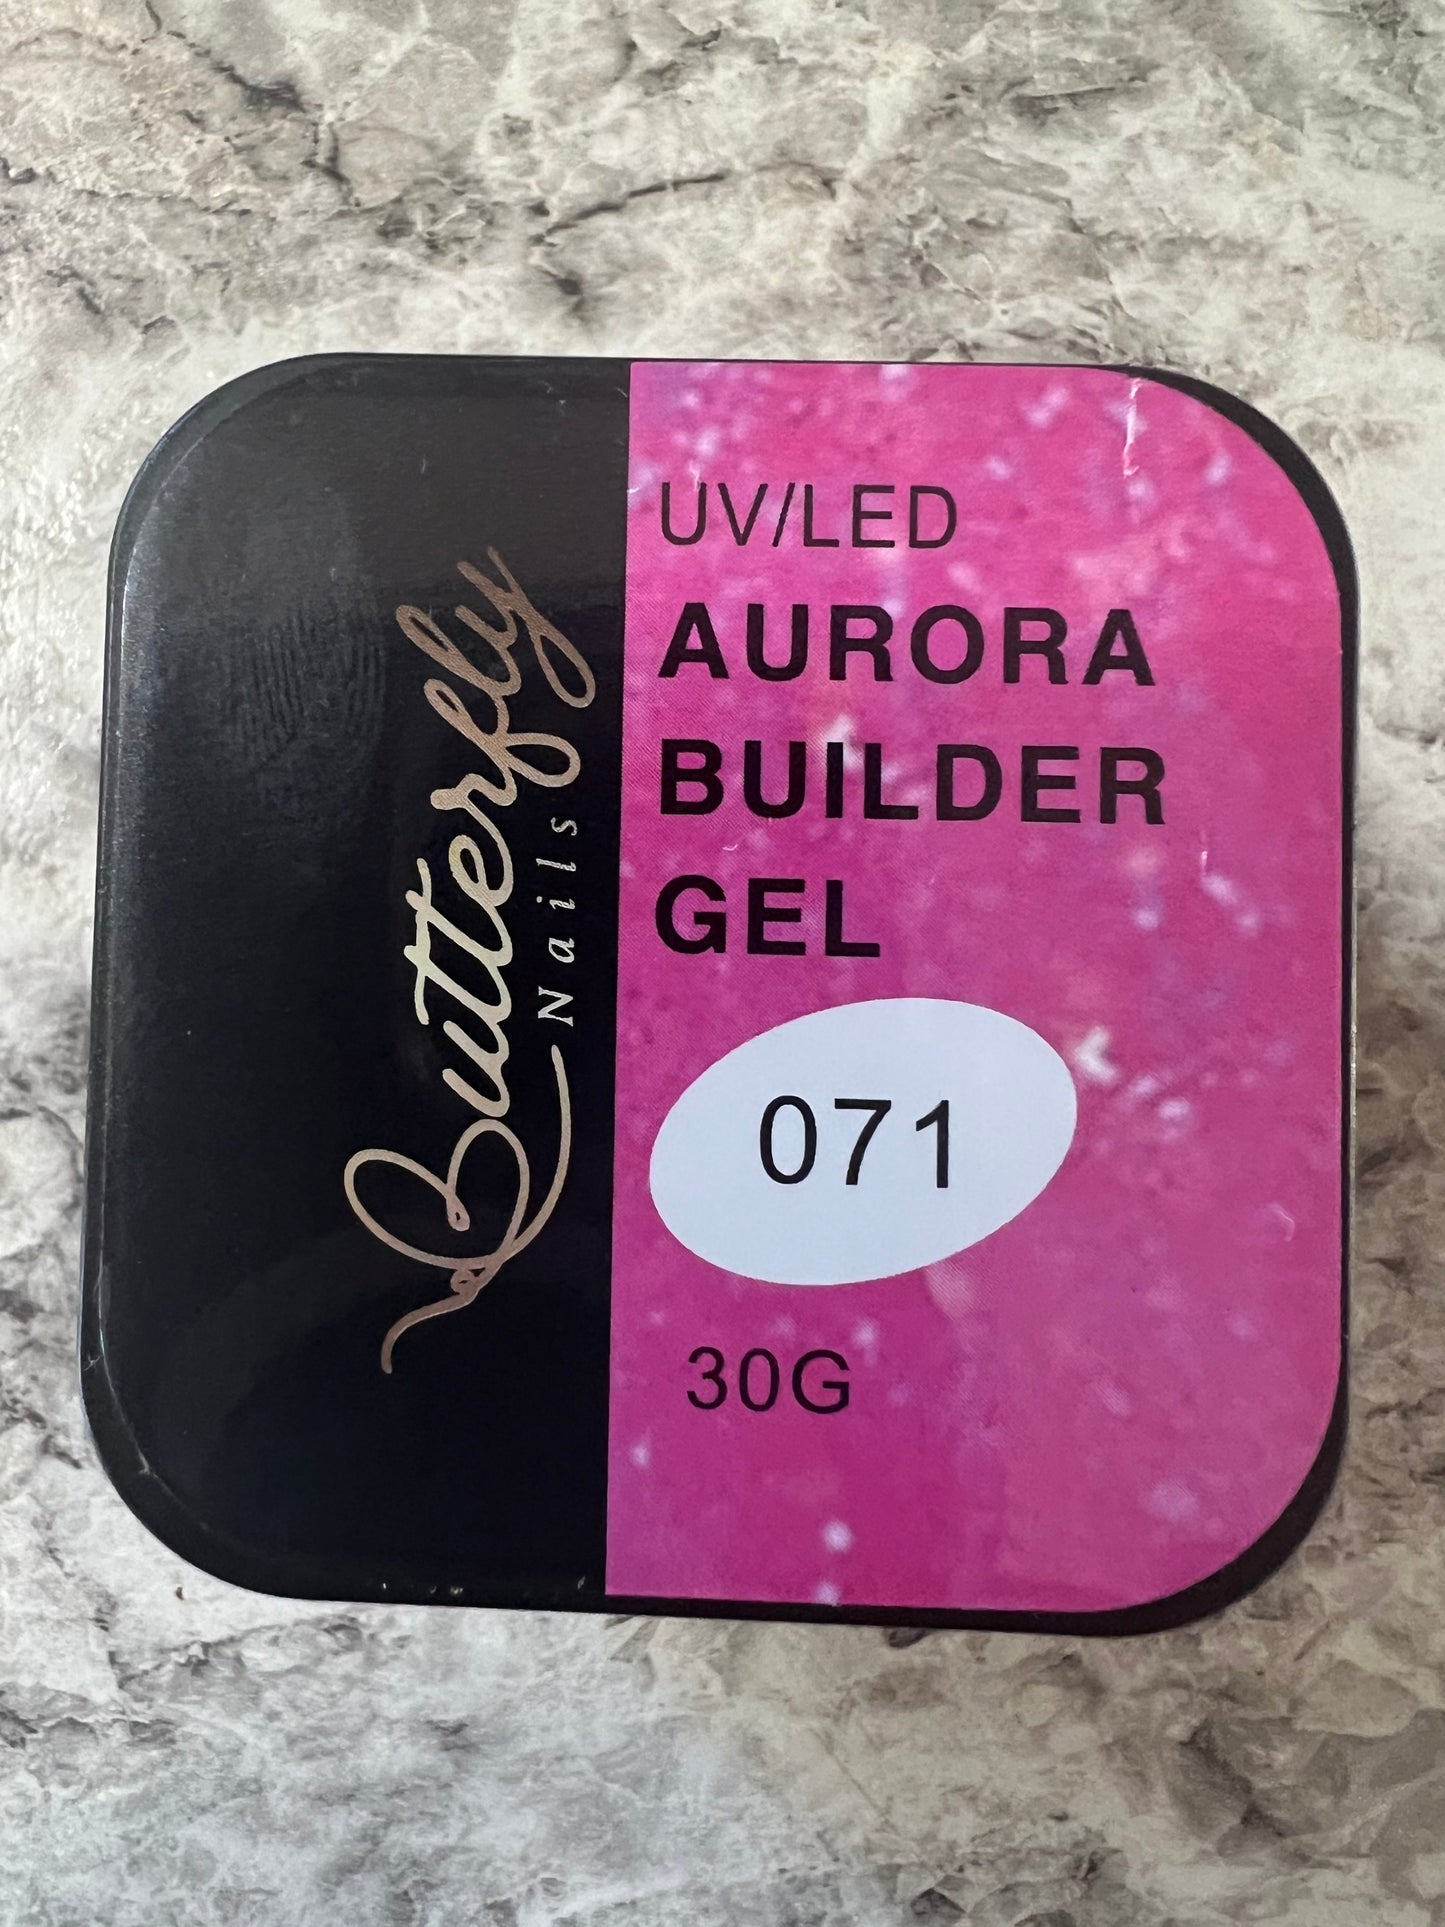 Butterfly
Nails
UV/LED
AURORA
BUILDER
GEL
071
30G